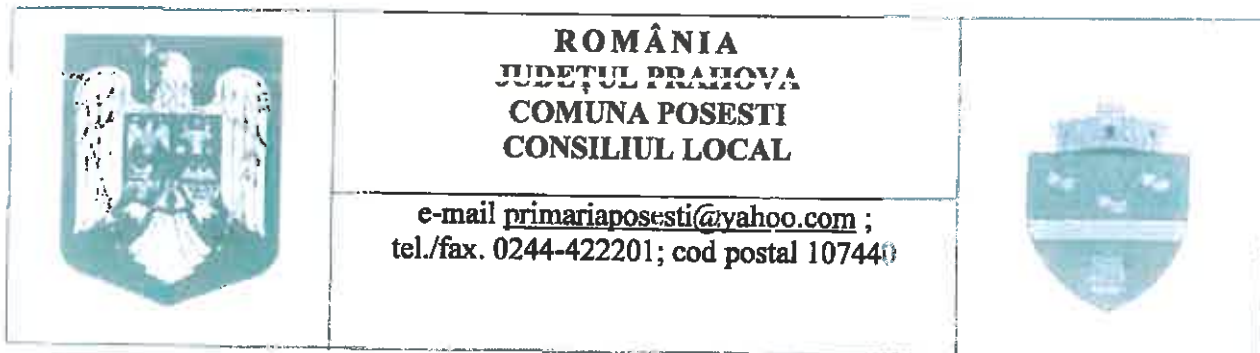 ROMÂNIA
JUDEȚUL PRAHOVA
COMUNA POSESTI
CONSILIUL LOCAL
e-mail primariaposesti@yahoo.com ;
tel./fax. 0244-422201; cod postal 107440